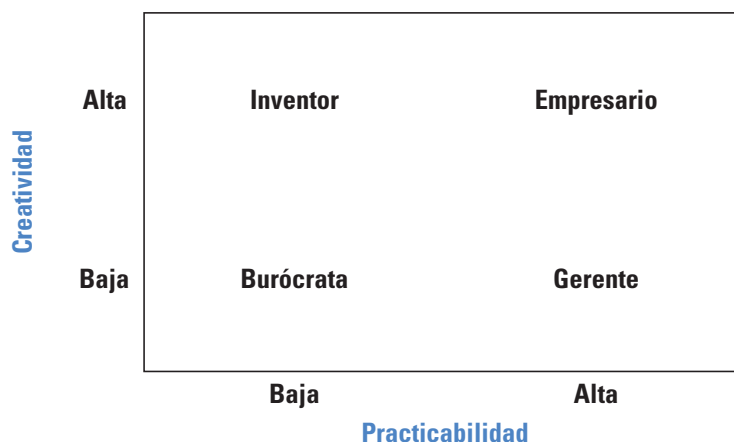 Creatividad
Alta
Inventor
Empresario
Baja
Burócrata
Gerente
Baja
Alta
Practicabilidad